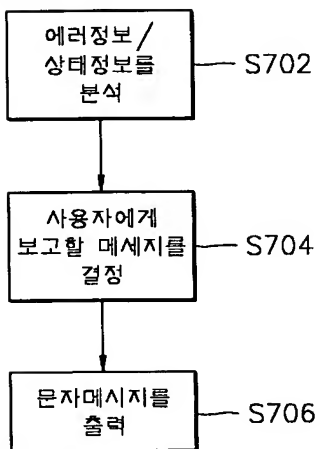 에러정보/
상태정보를
분석
S702
사용자에게
보고할 메세지를
결정
S704
문자메시지를
출력
S706